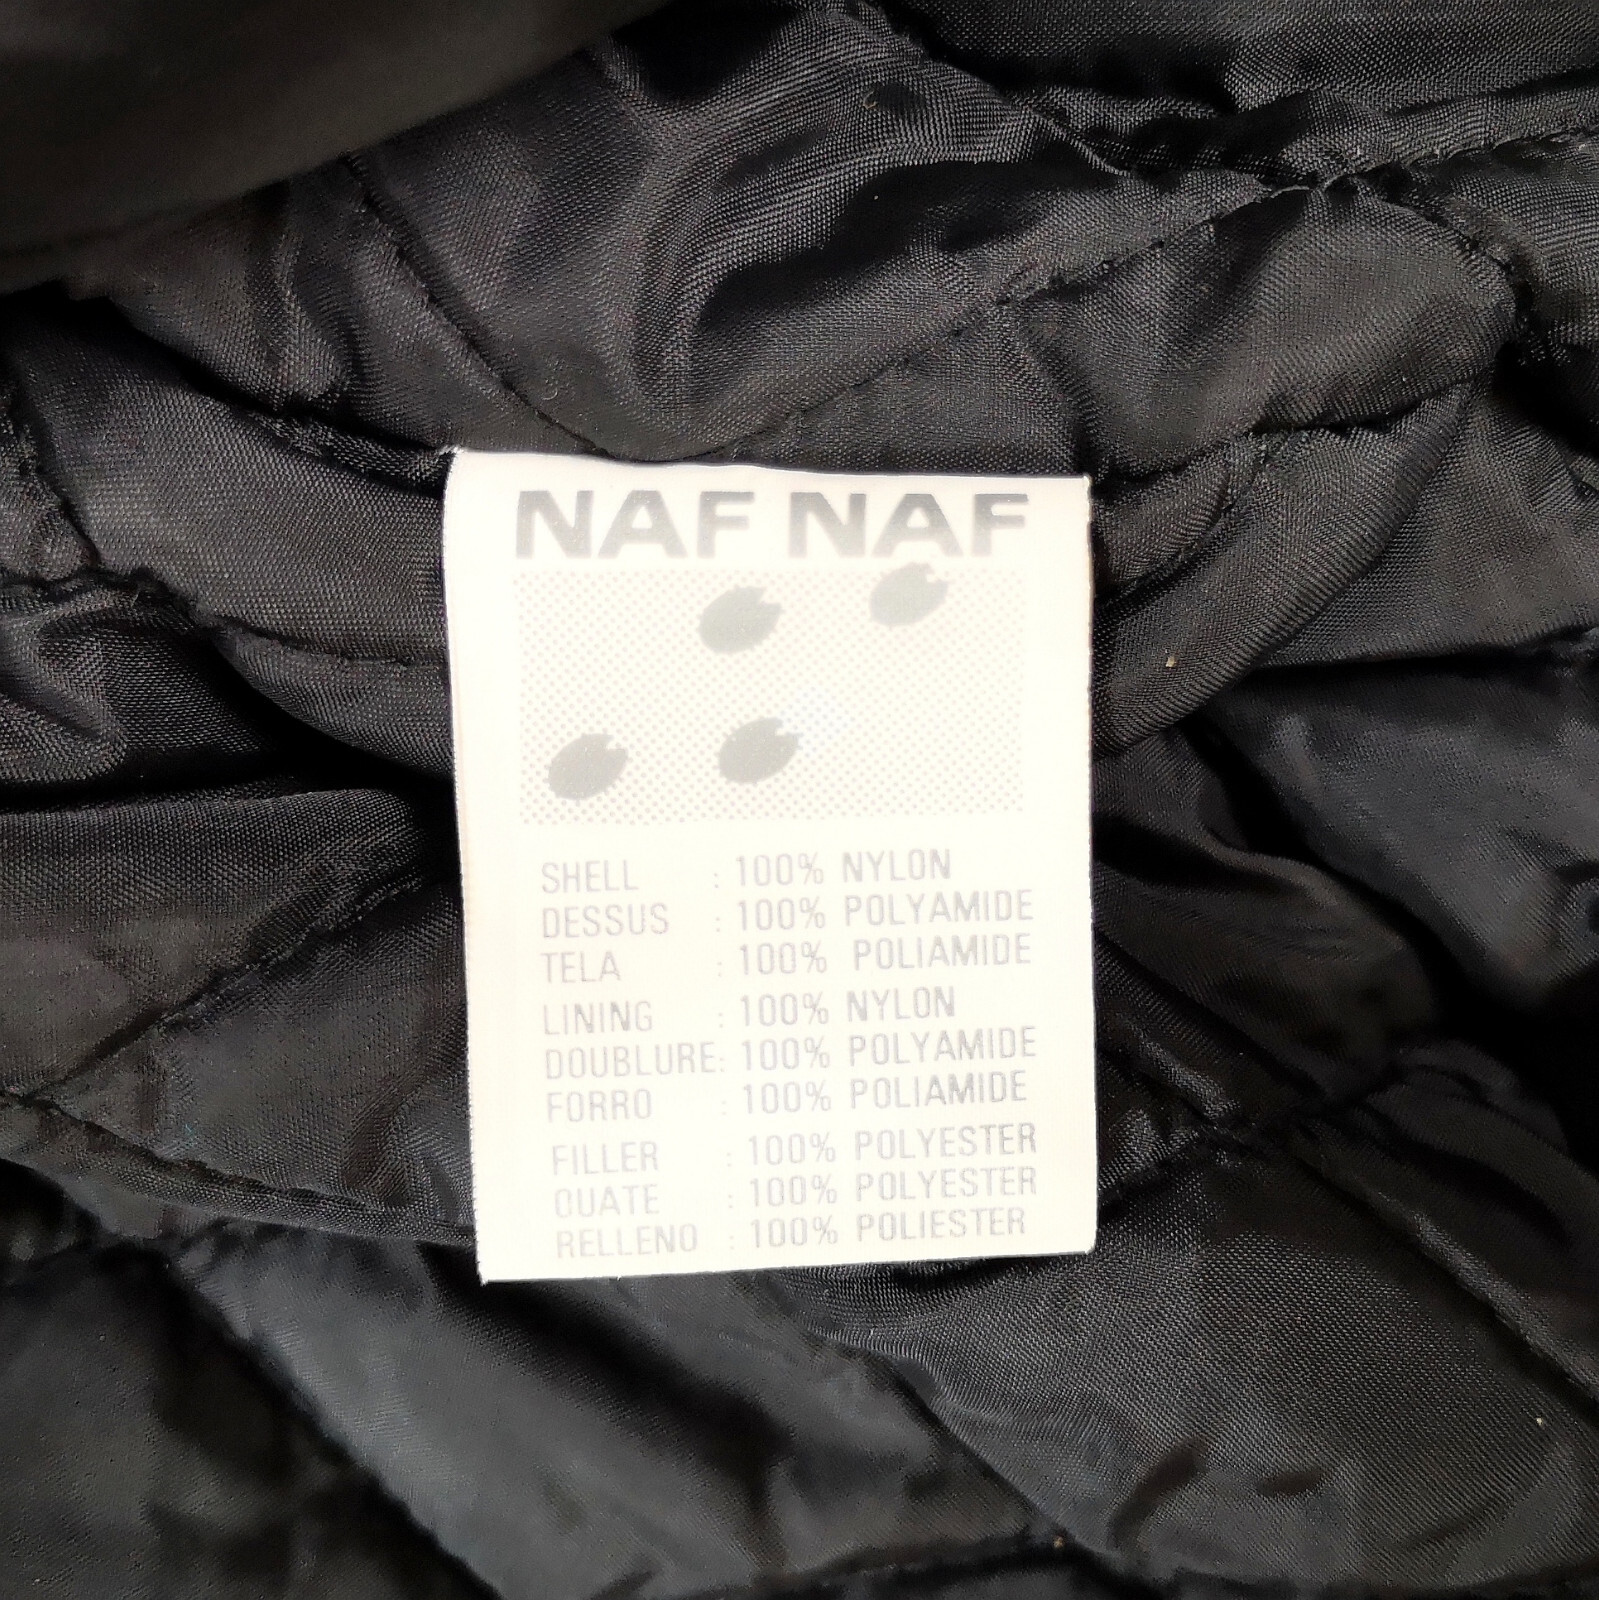 NAF NAF
SHELL : 100% NYLON
DESSUS : 100% POLYAMIDE
TELA : 100% POLIAMIDE
LINING : 100% NYLON
DOUBLURE: 100% POLYAMIDE
FORRO : 100% POLIAMIDE
FILLER : 100% POLYESTER
OUATE : 100% POLYESTER
RELLENO : 100% POLIESTER